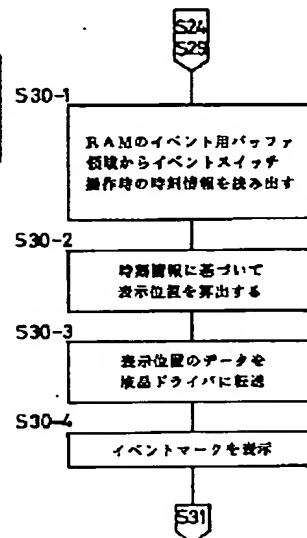 S24
S29
S30-1
RAMのイベント用バッファ
領域からイベントスイッチ
操作時の時刻情報を読み出す
S30-2
時刻情報に基づいて
表示位置を算出する
S30-3
表示位置のデータを
液晶ドライバに転送
S30-4
イベントマークを表示
S31